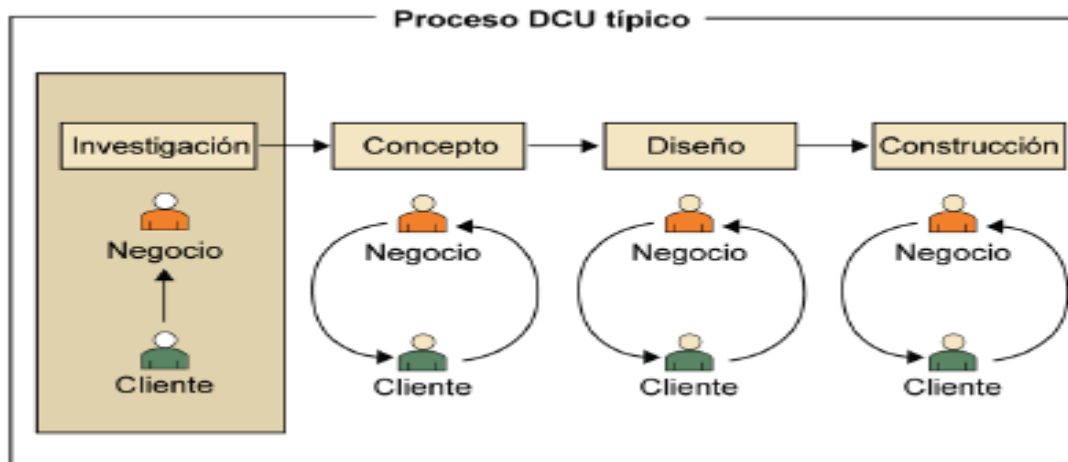 Proceso DCU típico
Investigación
Concepto
Diseño
Construcción
Negocio
Negocio
Negocio
Negocio
Cliente
Cliente
Cliente
Cliente